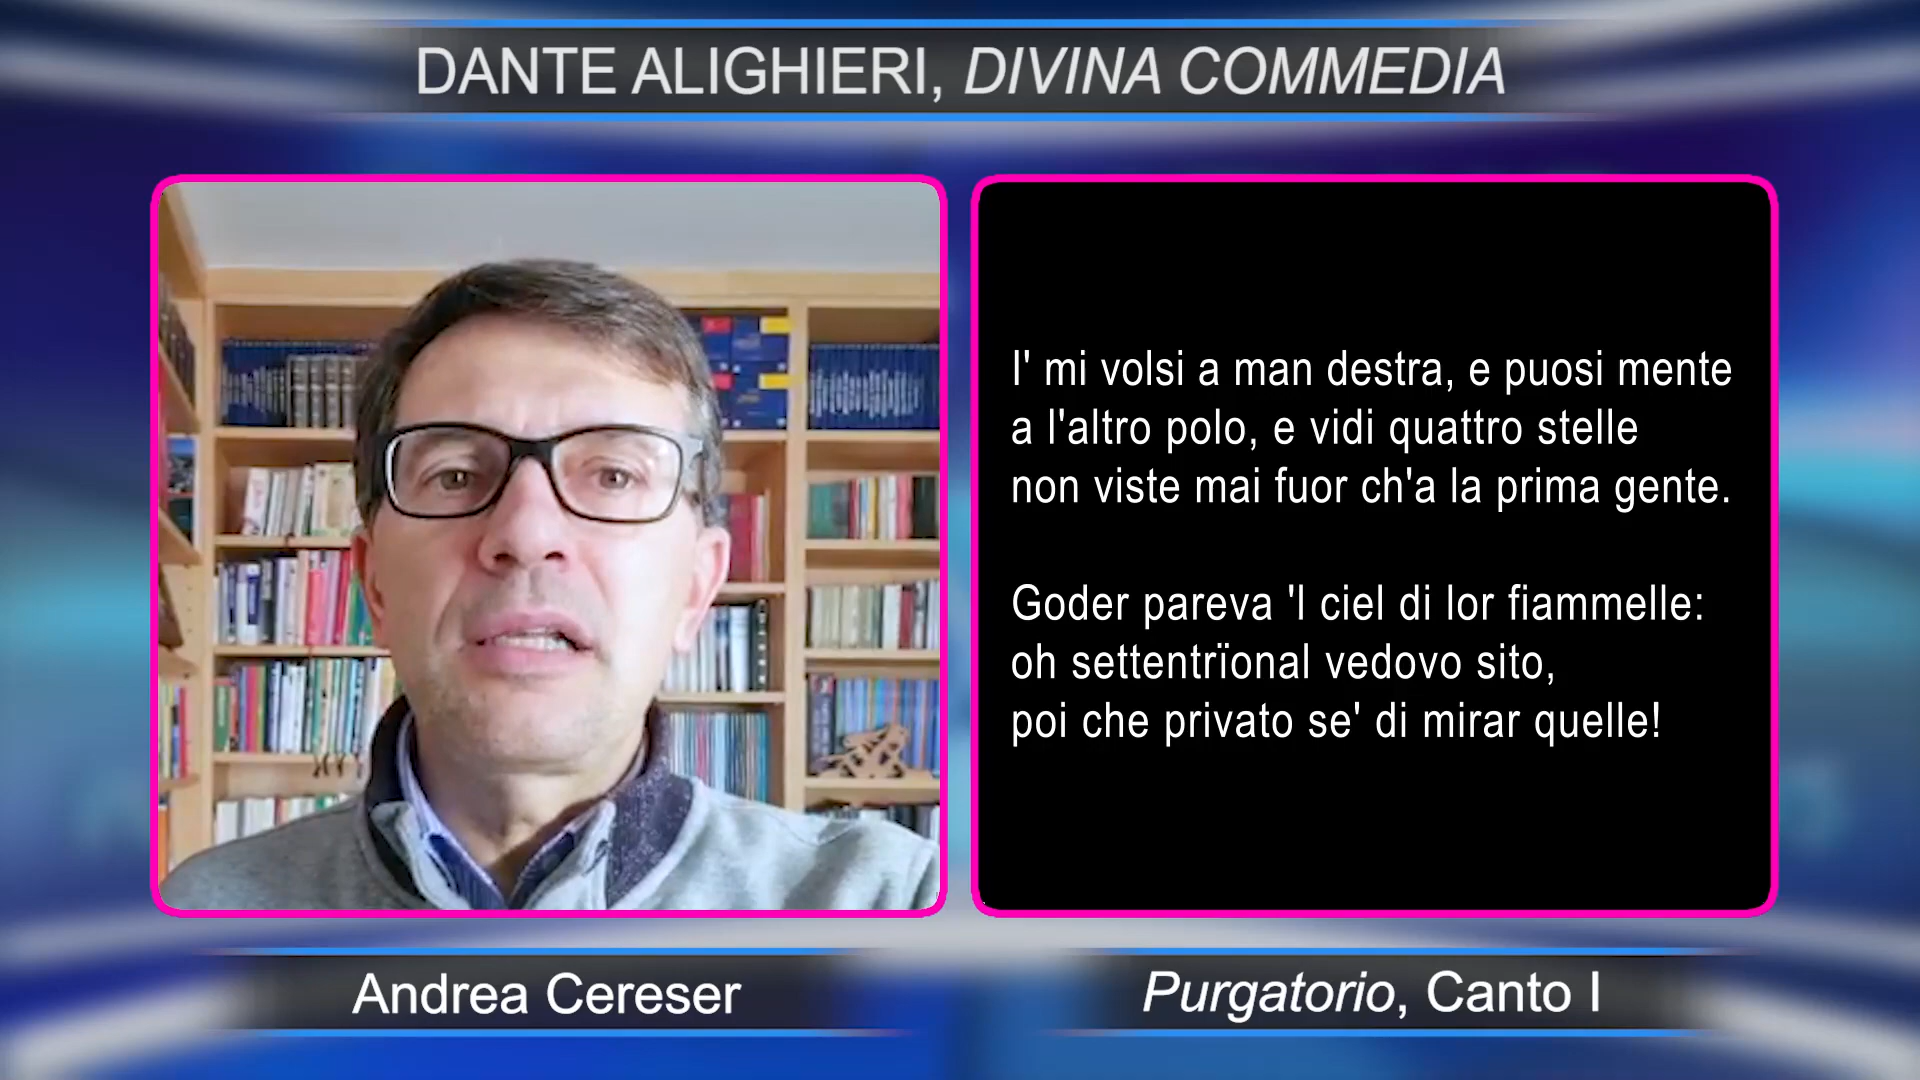 DANTE ALIGHIERI, DIVINA COMMEDIA
I' mi volsi a man destra, e puosi mente
a l'altro polo, e vidi quattro stelle
non viste mai fuor ch'a la prima gente.
Goder pareva 'l ciel di lor fiammelle:
oh settentrïonal vedovo sito,
poi che privato se' di mirar quelle!
Andrea Cereser
Purgatorio, Canto I